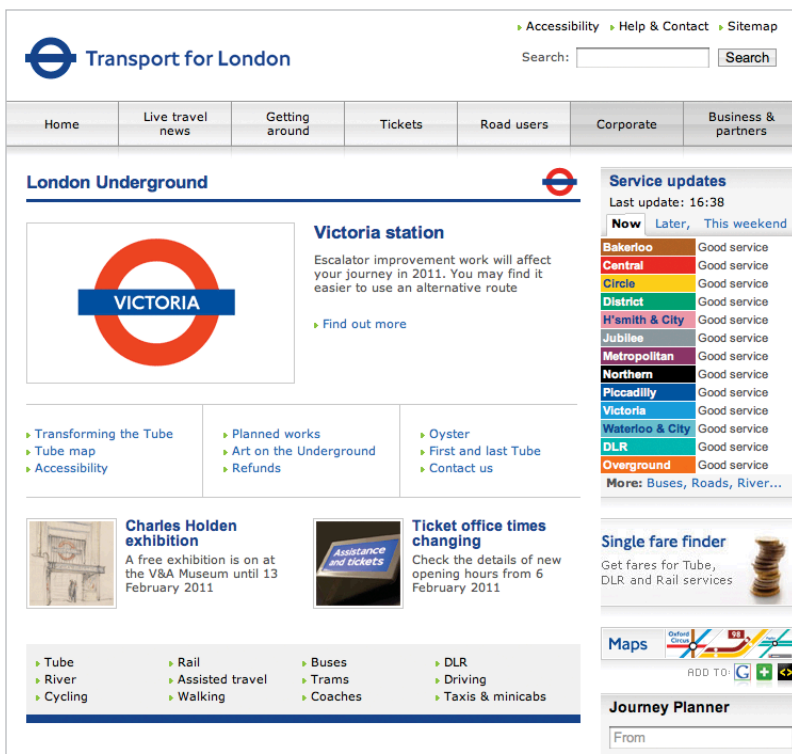 Accessibility Help & Contact Sitemap
Transport for London
Search: Search
Home
Live travel
news
Getting
around
Tickets
Road users
Corporate
Business &
partners
London Underground
VICTORIA
Victoria station
Escalator improvement work will affect
your journey in 2011. You may find it
easier to use an alternative route
Find out more
Transforming the Tube
Tube map
Accessibility
Planned works
Art on the Underground
Refunds
Oyster
First and last Tube
Contact us
Charles Holden
exhibition
A free exhibition is on at
the V&A Museum until 13
February 2011
Assistance
and tickets
Ticket office times
changing
Check the details of new
opening hours from 6
February 2011
Tube
River
Cycling
Rail
Assisted travel
Walking
Buses
Trams
Coaches
DLR
Driving
Taxis & minicabs
Service updates
Last update: 16:38
Now Later, This weekend
Bakerloo Good service
Central Good service
Circle Good service
District Good service
H'smith & City Good service
Jubilee Good service
Metropolitan Good service
Northern Good service
Piccadilly Good service
Victoria Good service
Waterloo & City Good service
DLR Good service
Overground Good service
More: Buses, Roads, River...
Single fare finder
Get fares for Tube,
DLR and Rail services
Maps
Oxford
Circus
98
ADD TO: G + <>
Journey Planner
From